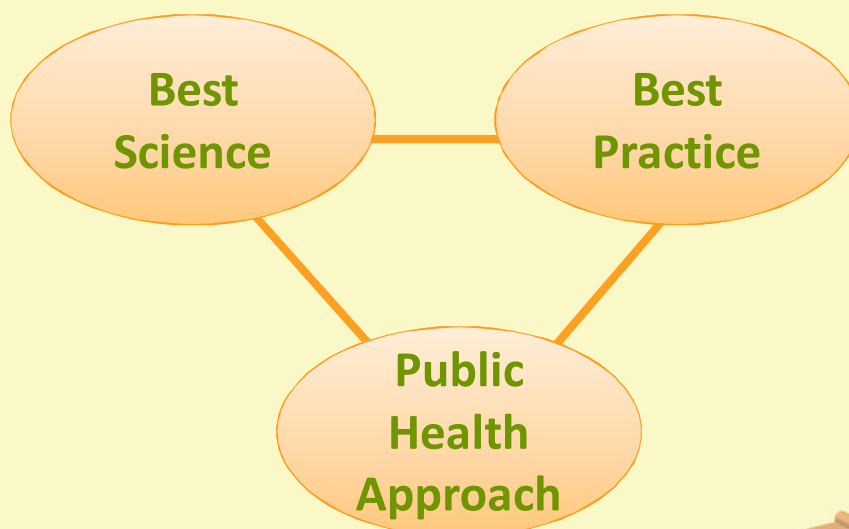 Best
Science
Best
Practice
Public
Health
Approach